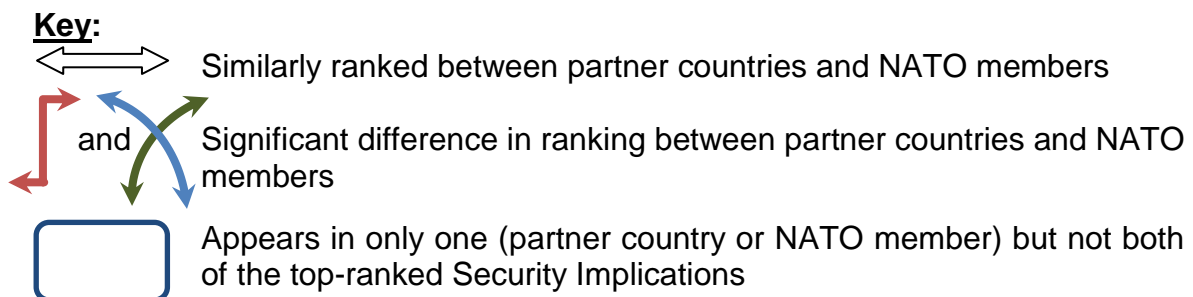 Key:
Similarly ranked between partner countries and NATO members
and
Significant difference in ranking between partner countries and NATO
members
Appears in only one (partner country or NATO member) but not both
of the top-ranked Security Implications